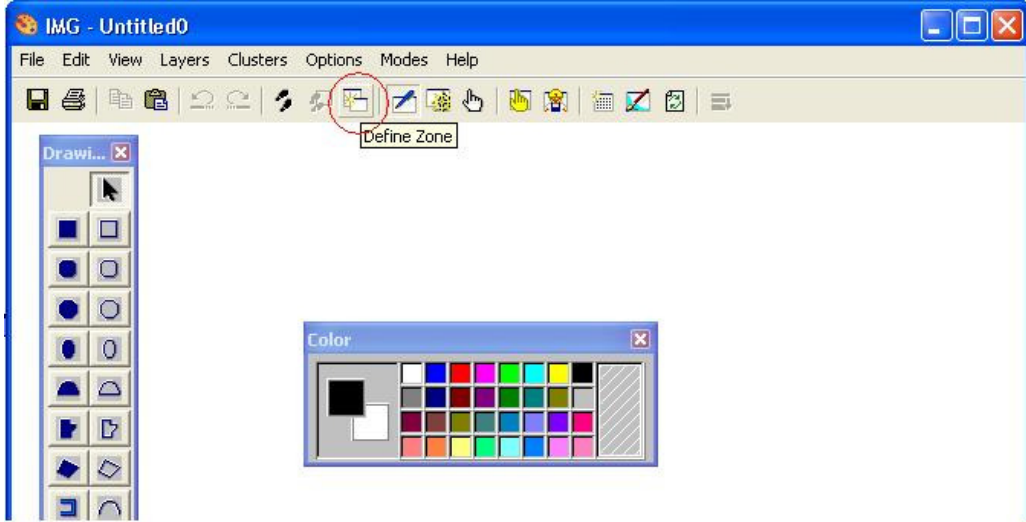 IMG - Untitled0
File Edit View Layers Clusters Options Modes Help
Define Zone
Drawi...
Color